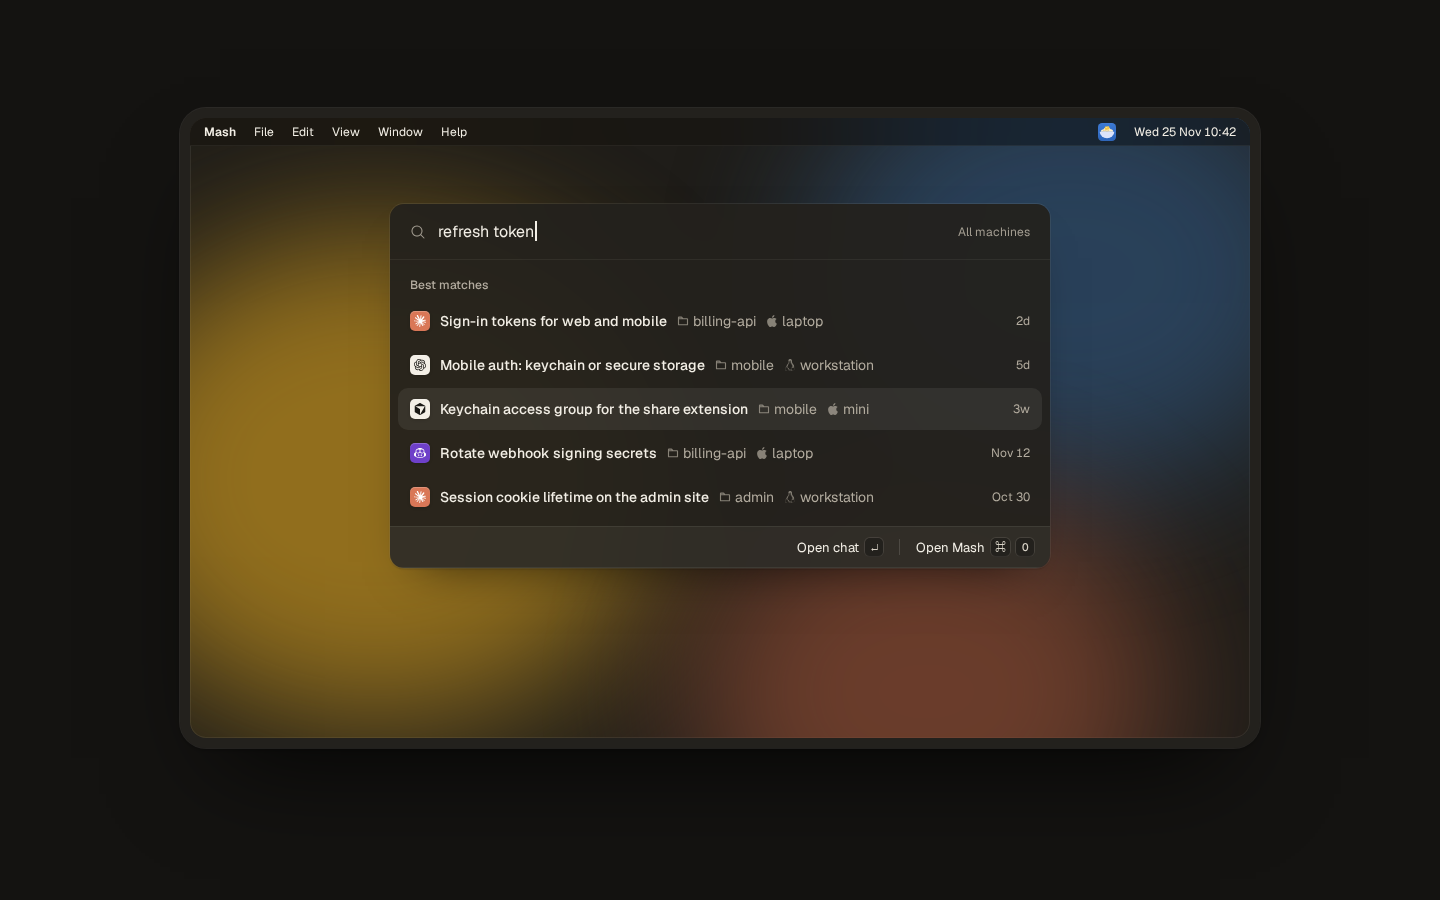 Mash File Edit View Window Help Wed 25 Nov 10:42
refresh token All machines
Best matches
Sign-in tokens for web and mobile billing-api laptop 2d
Mobile auth: keychain or secure storage mobile workstation 5d
Keychain access group for the share extension mobile mini 3w
Rotate webhook signing secrets billing-api laptop Nov 12
Session cookie lifetime on the admin site admin workstation Oct 30
Open chat ↵ Open Mash ⌘ 0